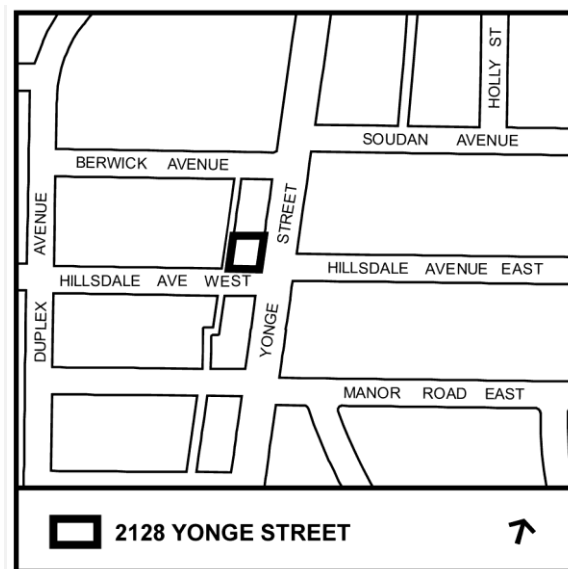 HOLLY ST
SOUDAN AVENUE
BERWICK AVENUE
STREET
AVENUE
HILLSDALE AVENUE EAST
HILLSDALE AVE WEST
YONGE
DUPLEX
MANOR ROAD EAST
2128 YONGE STREET